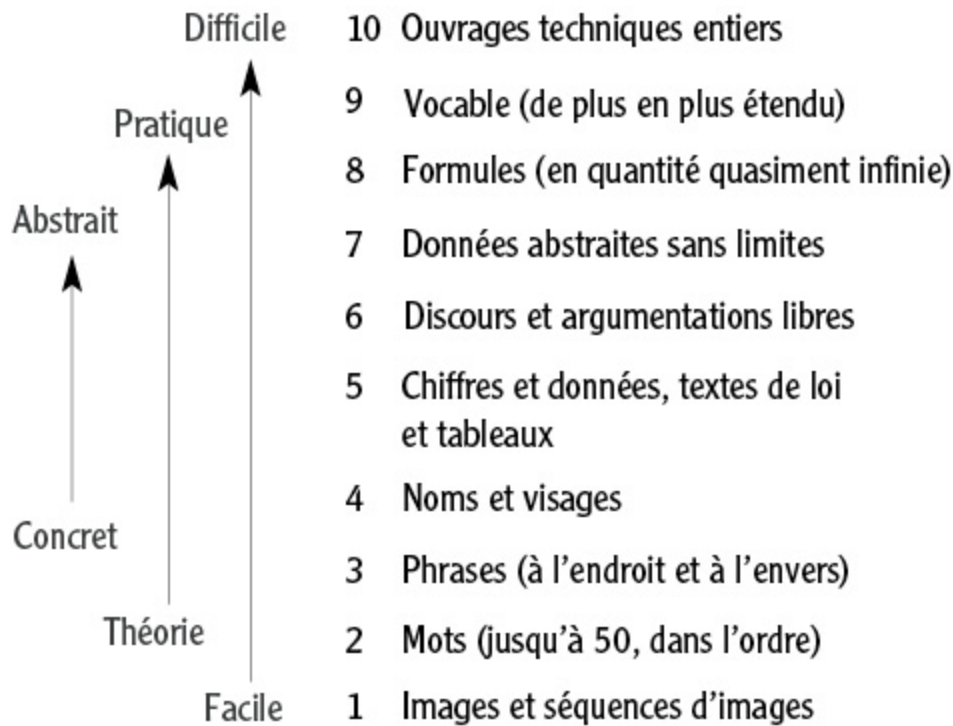 Difficile 10 Ouvrages techniques entiers
9 Vocable (de plus en plus étendu)
Pratique
8 Formules (en quantité quasiment infinie)
Abstrait
7 Données abstraites sans limites
6 Discours et argumentations libres
5 Chiffres et données, textes de loi
et tableaux
4 Noms et visages
Concret
3 Phrases (à l'endroit et à l'envers)
Théorie
2 Mots (jusqu'à 50, dans l'ordre)
Facile 1 Images et séquences d'images